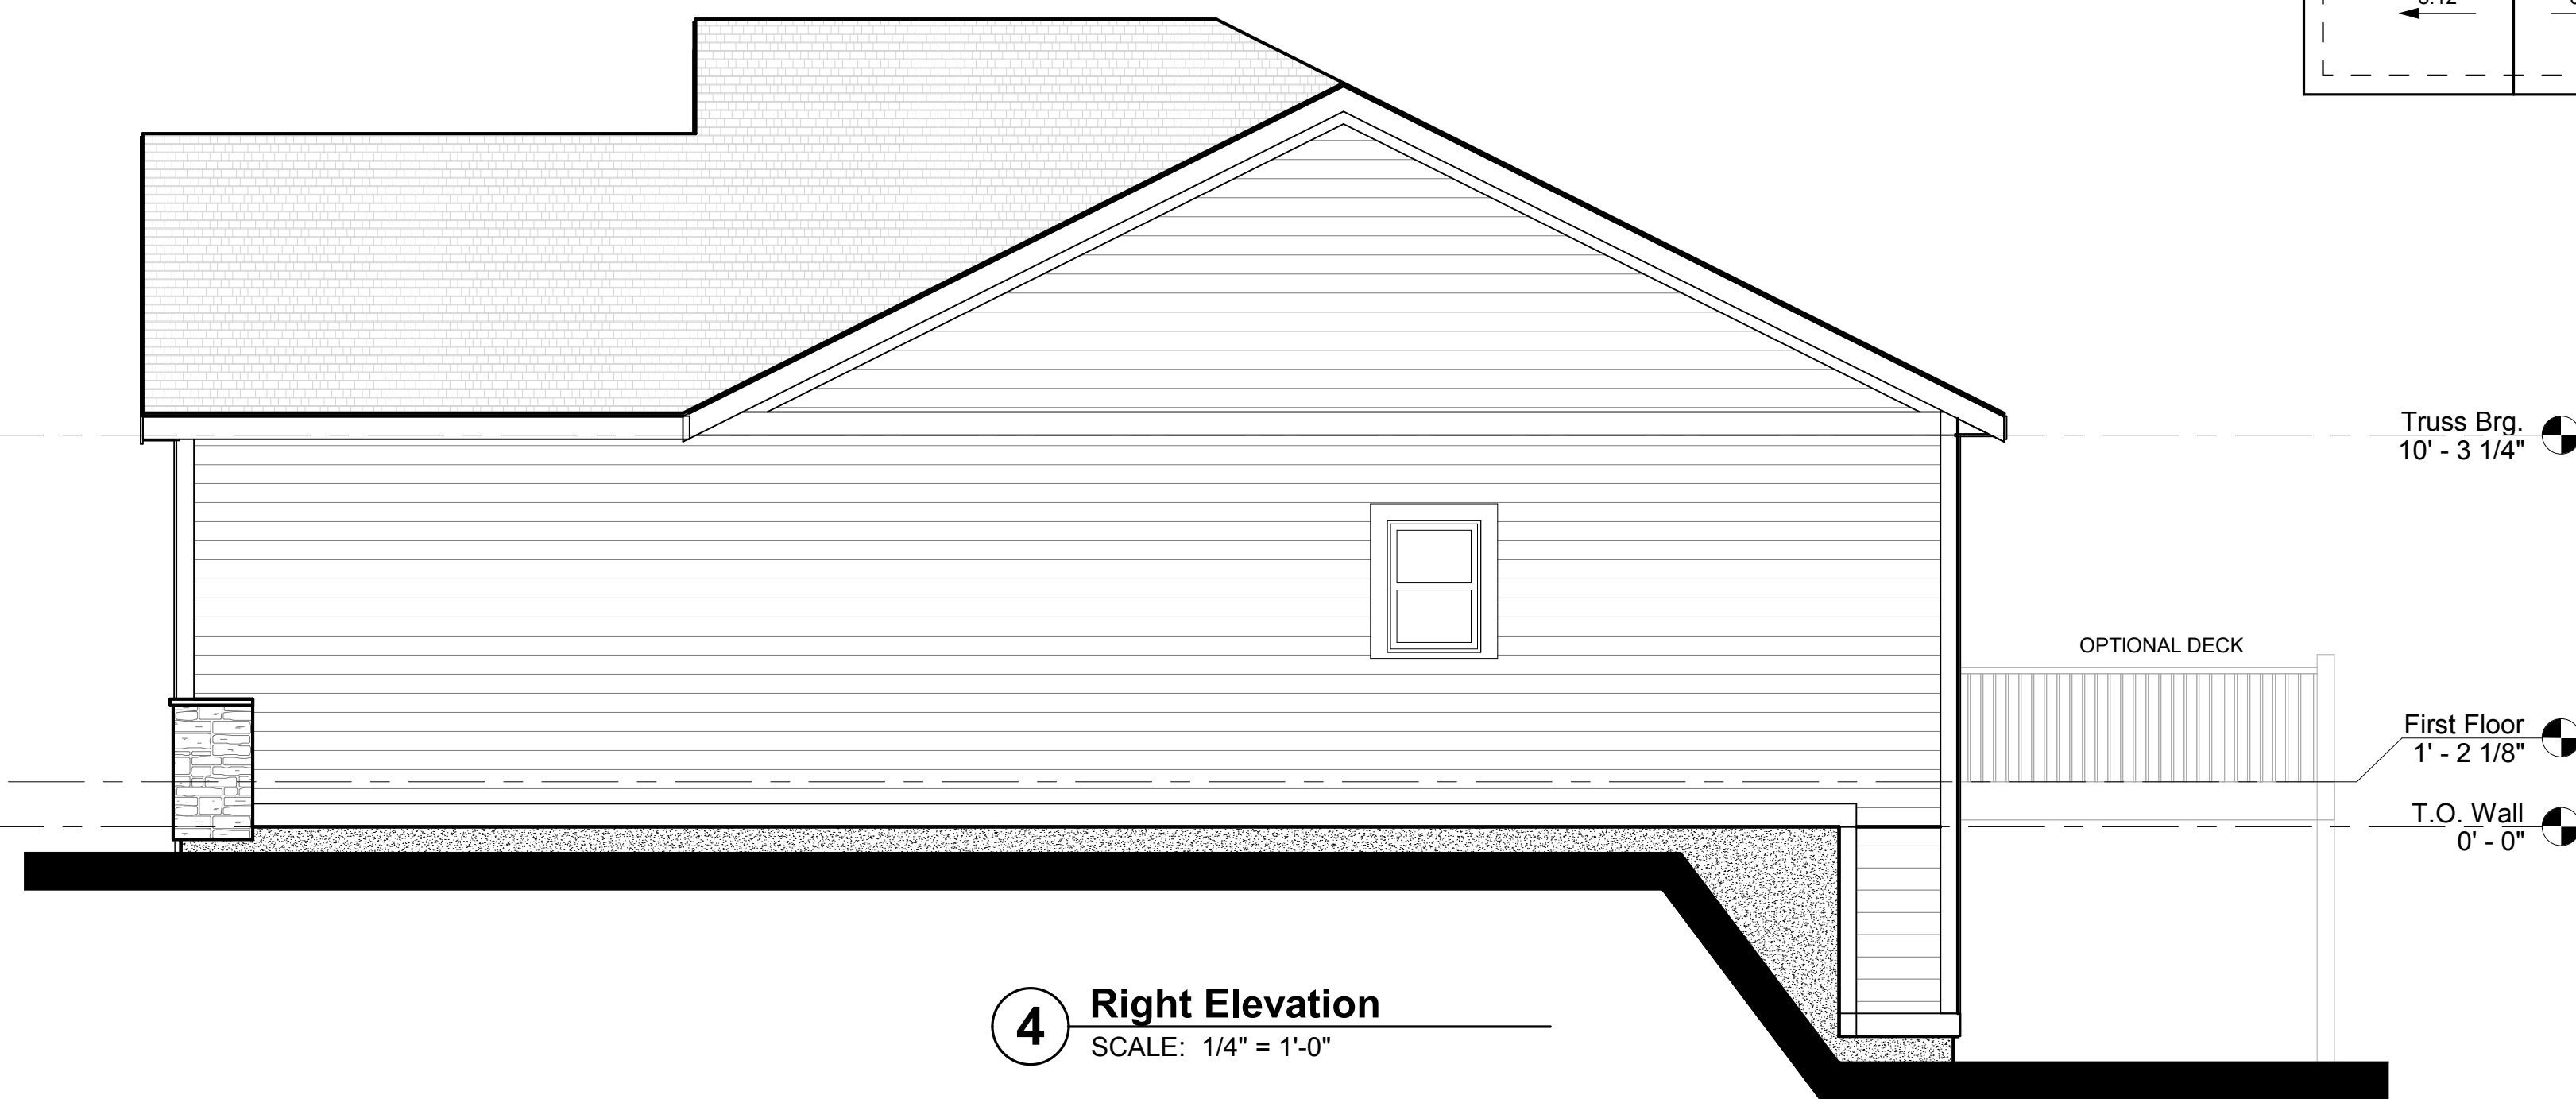 Truss Brg.
10' - 3 1/4"
OPTIONAL DECK
First Floor
1' - 2 1/8"
T.O. Wall
0' - 0"
4
Right Elevation
SCALE: 1/4" = 1'-0"